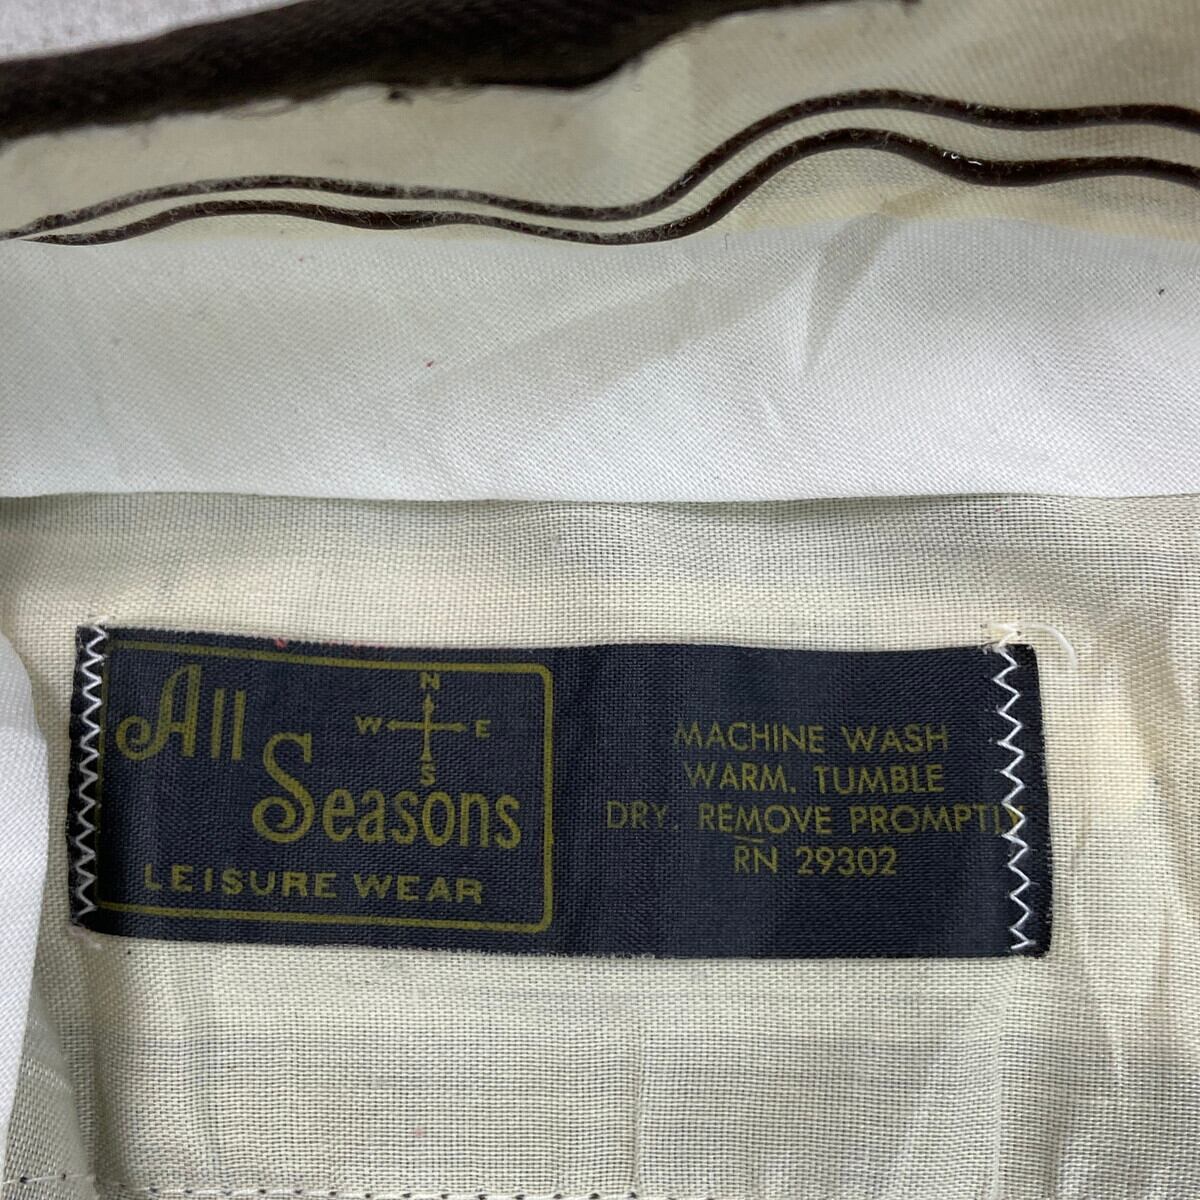 All
Seasons
N
W E
S
LEISURE WEAR
MACHINE WASH
WARM. TUMBLE
DRY. REMOVE PROMPTLY
RN 29302